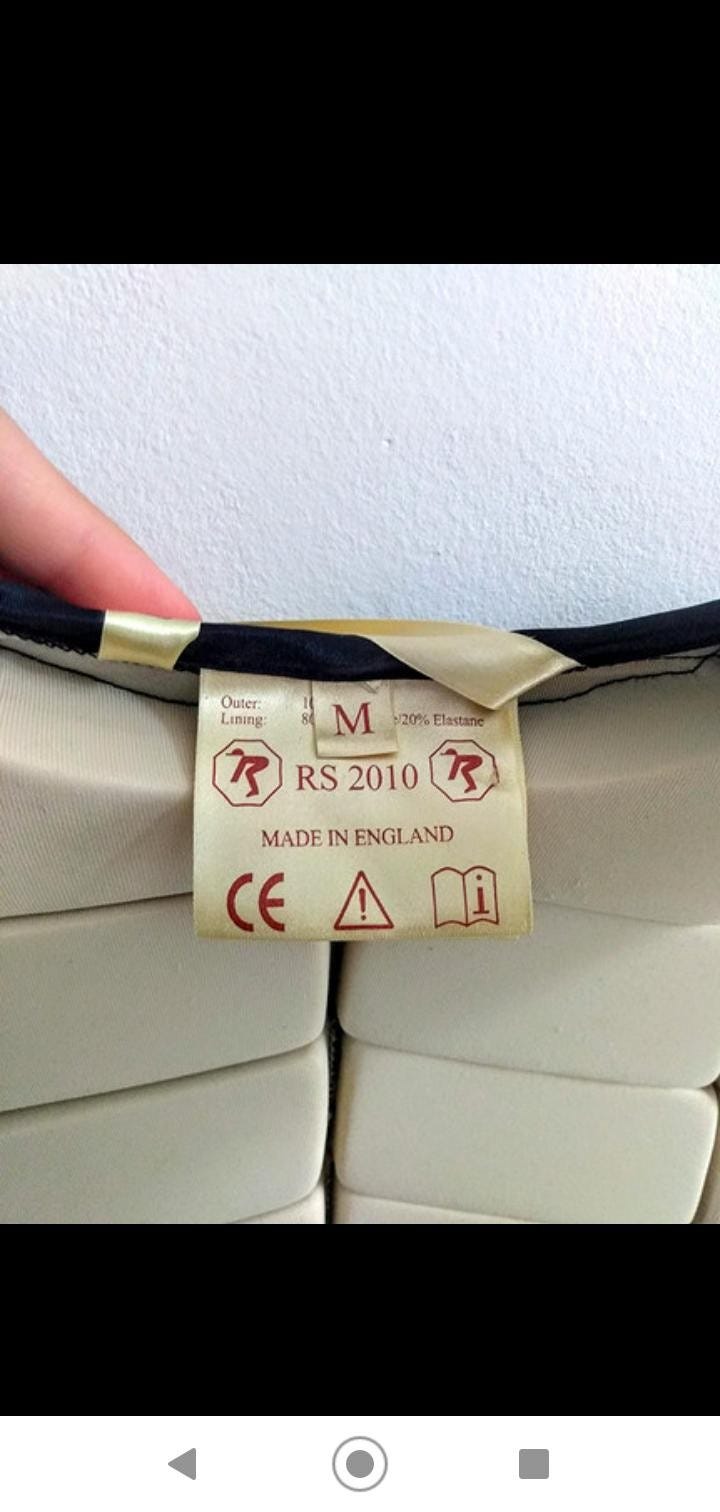 Outer:
Lining: /20% Elastane
M
RS 2010
MADE IN ENGLAND
CE